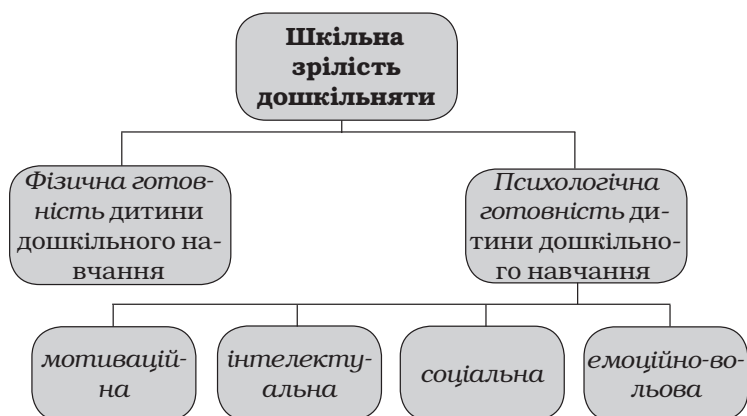 Шкільна
зрілість
дошкільняти
Фізична готов-
ність дитини
дошкільного на-
вчання
Психологічна
готовність ди-
тини дошкільно-
го навчання
мотивацій-
на
інтелекту-
альна
соціальна
емоційно-во-
льова